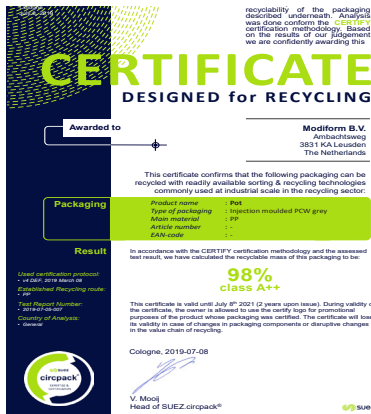 recyclability of the packaging
described underneath. Analysis
was done conform the CERTIFY
certification methodology. Based
on the results of our judgement
we are confidently awarding this
CERTIFICATE
DESIGNED for RECYCLING
Awarded to
Modiform B.V.
Ambachtsweg
3831 KA Leusden
The Netherlands
This certificate confirms that the following packaging can be
recycled with readily available sorting & recycling technologies
commonly used at industrial scale in the recycling sector:
Packaging
Product name : Pot
Type of packaging : Injection moulded PCW grey
Main material : PP
Article number : -
EAN-code : -
Result
In accordance with the CERTIFY certification methodology and the assessed
test result, we have calculated the recyclable mass of this packaging to be:
98%
class A++
Used certification protocol:
• v4 DEF, 2019 March 08
Established Recycling route:
• PP
Test Report Number:
• 2019-07-05-007
Country of Analysis:
• General
This certificate is valid until July 8th 2021 (2 years upon issue). During validity o
the certificate, the owner is allowed to use the certify logo for promotional
purposes of the product whose packaging was certified. The certificate will lose
its validity in case of changes in packaging components or disruptive changes
in the value chain of recycling.
Cologne, 2019-07-08
suez
circpack®
V. Mooij
Head of SUEZ.circpack®
sue